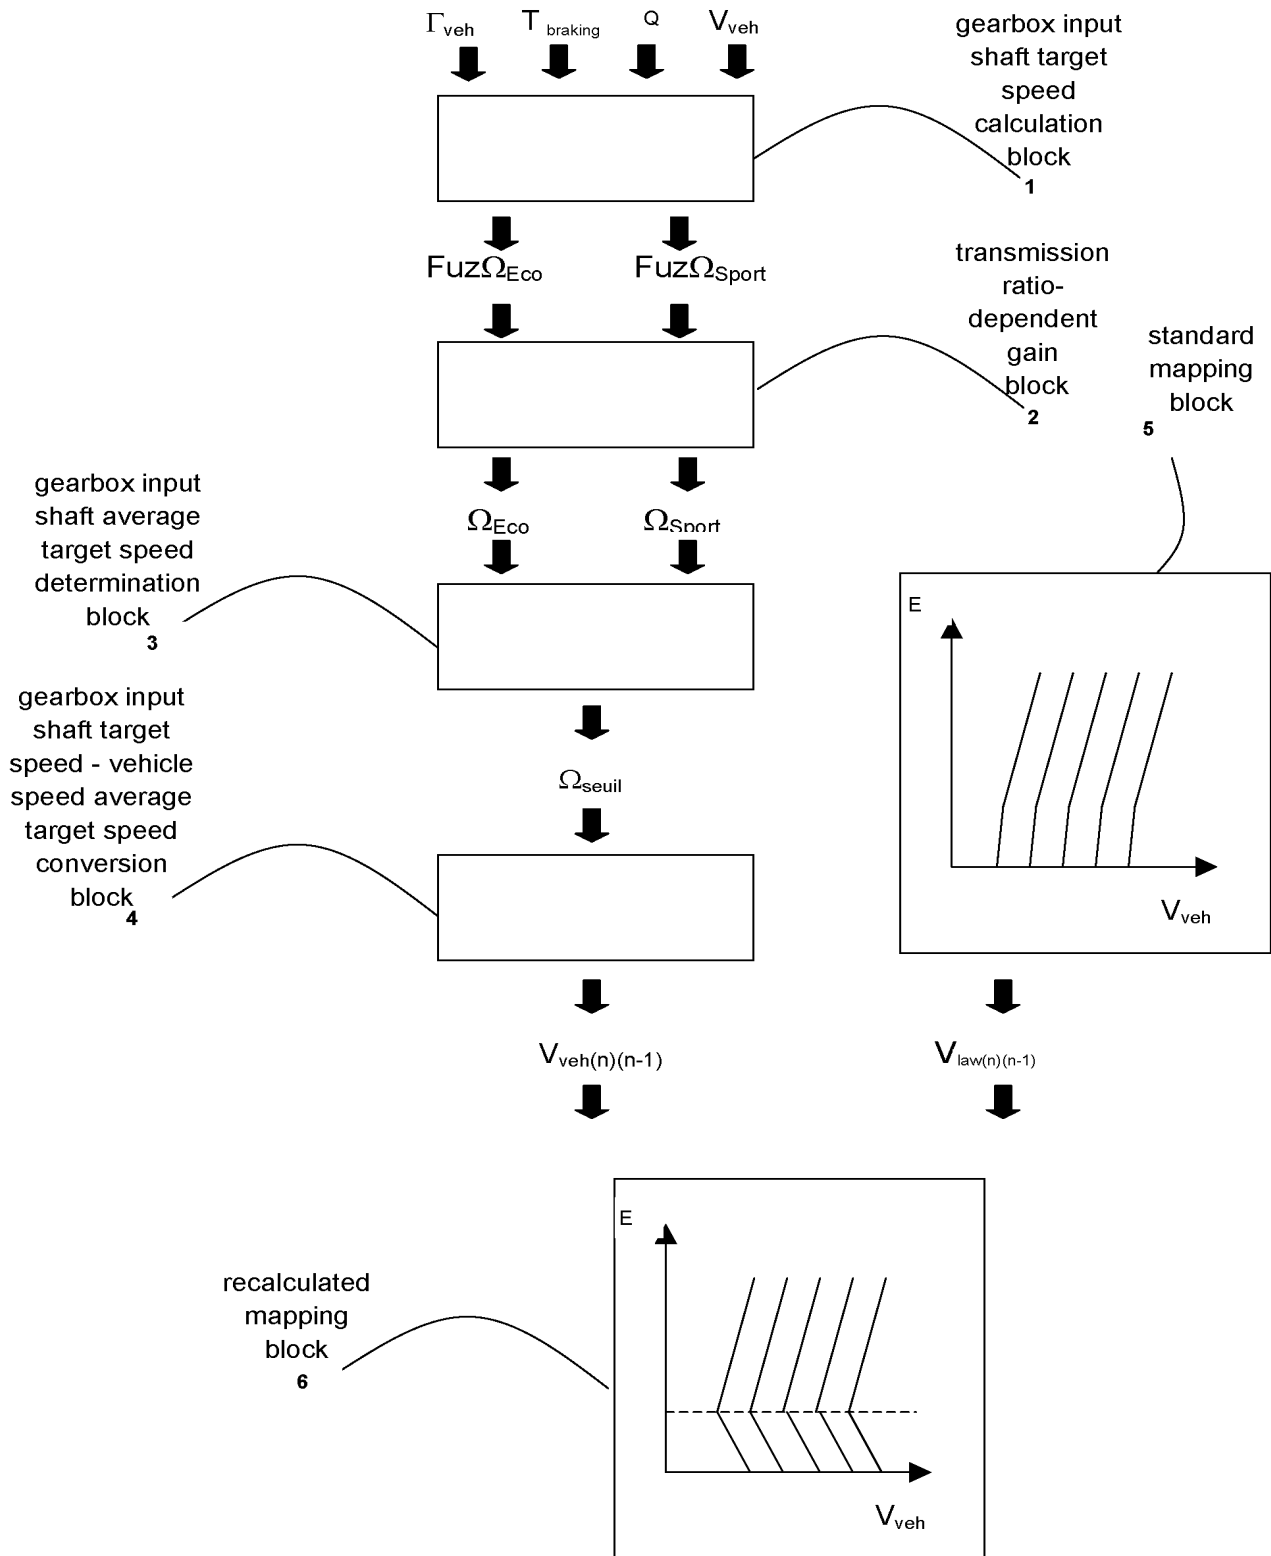 Γveh T braking Q Vveh
gearbox input
shaft target
speed
calculation
block
1
FuzΩEco FuzΩSport
transmission
ratio-
dependent
gain
block
2
standard
mapping
block
5
ΩEco ΩSport
gearbox input
shaft average
target speed
determination
block
3
E
Vveh
gearbox input
shaft target
speed - vehicle
speed average
target speed
conversion
block
4
Ωseuil
Vveh(n)(n-1) Vlaw(n)(n-1)
recalculated
mapping
block
6
E
Vveh